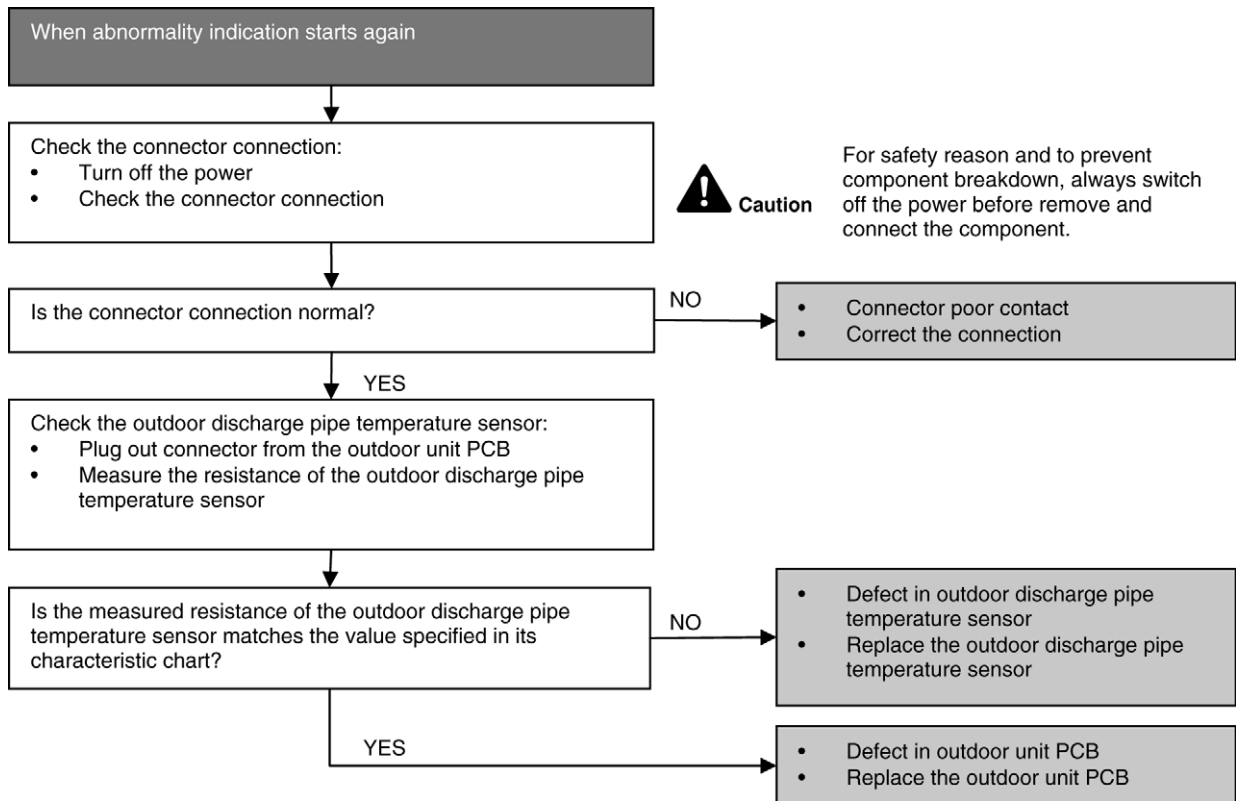 When abnormality indication starts again
Check the connector connection:
• Turn off the power
• Check the connector connection
Caution
For safety reason and to prevent
component breakdown, always switch
off the power before remove and
connect the component.
Is the connector connection normal?
NO
• Connector poor contact
• Correct the connection
YES
Check the outdoor discharge pipe temperature sensor:
• Plug out connector from the outdoor unit PCB
• Measure the resistance of the outdoor discharge pipe
temperature sensor
Is the measured resistance of the outdoor discharge pipe
temperature sensor matches the value specified in its
characteristic chart?
NO
• Defect in outdoor discharge pipe
temperature sensor
• Replace the outdoor discharge pipe
temperature sensor
YES
• Defect in outdoor unit PCB
• Replace the outdoor unit PCB